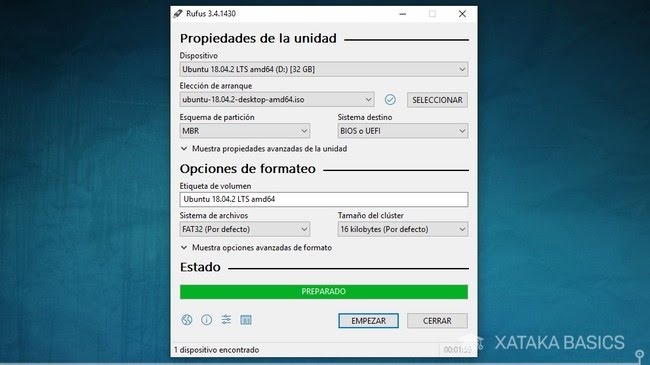 Rufus 3.4.1430
Propiedades de la unidad
Dispositivo
Ubuntu 18.04.2 LTS amd64 (D:) [32 GB]
Elección de arranque
ubuntu-18.04.2-desktop-amd64.iso
SELECCIONAR
Esquema de partición
Sistema destino
MBR
BIOS o UEFI
Muestra propiedades avanzadas de la unidad
Opciones de formateo
Etiqueta de volumen
Ubuntu 18.04.2 LTS amd64
Sistema de archivos
Tamaño del clúster
FAT32 (Por defecto)
16 kilobytes (Por defecto)
Muestra opciones avanzadas de formato
Estado
PREPARADO
EMPEZAR
CERRAR
1 dispositivo encontrado
XATAKA BASICS